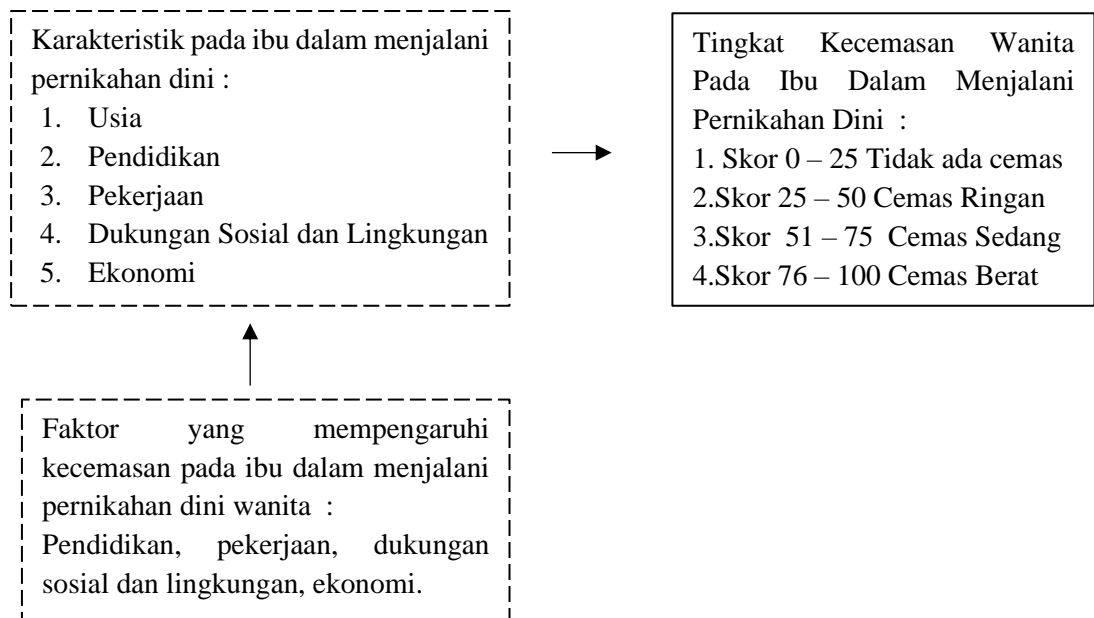 Karakteristik pada ibu dalam menjalani
pernikahan dini :
1. Usia
2. Pendidikan
3. Pekerjaan
4. Dukungan Sosial dan Lingkungan
5. Ekonomi
Tingkat Kecemasan Wanita
Pada Ibu Dalam Menjalani
Pernikahan Dini :
1. Skor 0 – 25 Tidak ada cemas
2.Skor 25 – 50 Cemas Ringan
3.Skor 51 – 75 Cemas Sedang
4.Skor 76 – 100 Cemas Berat
Faktor yang mempengaruhi
kecemasan pada ibu dalam menjalani
pernikahan dini wanita :
Pendidikan, pekerjaan, dukungan
sosial dan lingkungan, ekonomi.